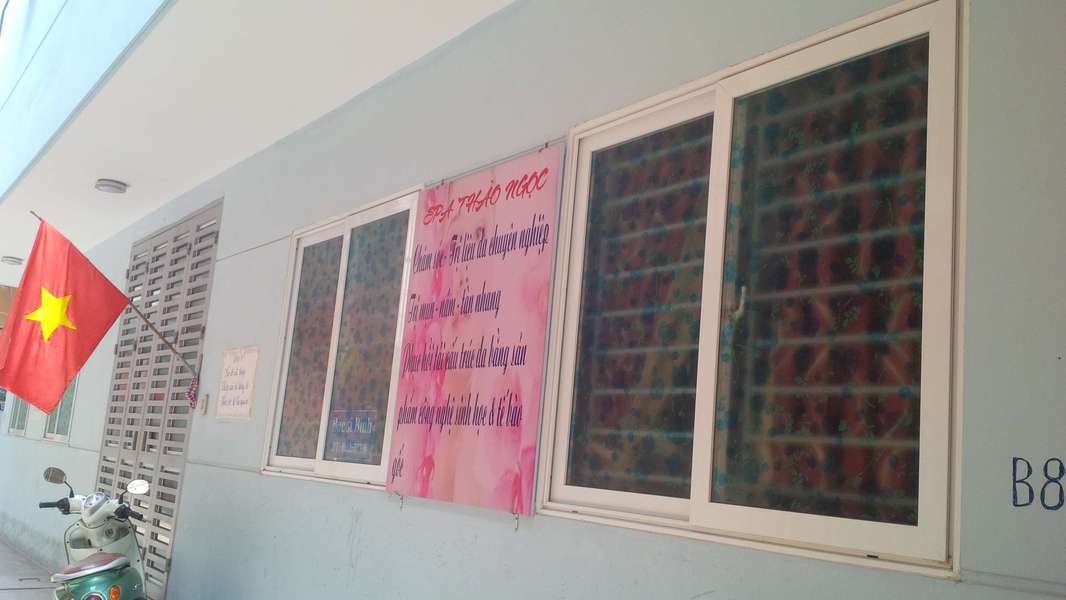 SPA THẢO NGỌC
Chăm sóc - Trị liệu da chuyên nghiệp
Trị mụn - nám - tàn nhang
Phục hồi tái cấu trúc da bằng sản
phẩm công nghệ sinh học & tế bào
gốc
B8